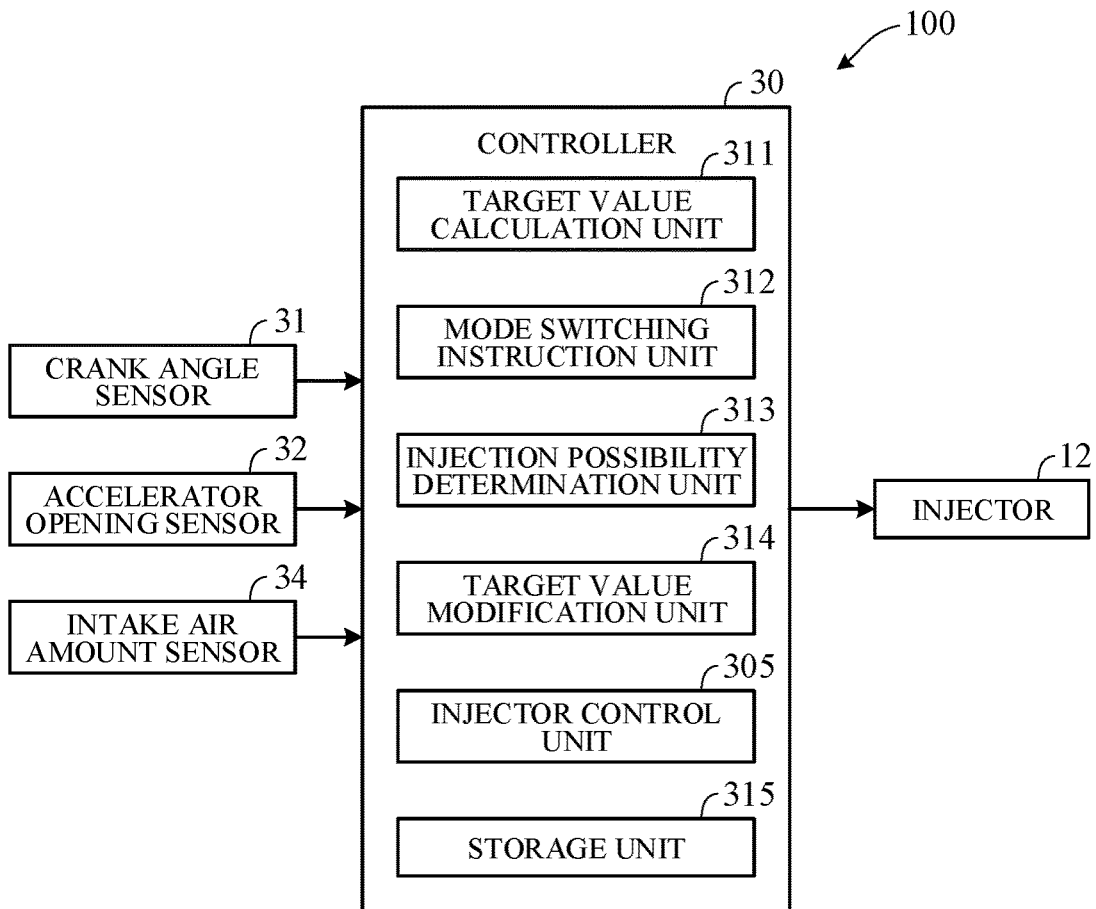 100
30
CONTROLLER
311
TARGET VALUE
CALCULATION UNIT
312
MODE SWITCHING
INSTRUCTION UNIT
31
CRANK ANGLE
SENSOR
313
INJECTION POSSIBILITY
DETERMINATION UNIT
32
ACCELERATOR
OPENING SENSOR
12
INJECTOR
314
TARGET VALUE
MODIFICATION UNIT
34
INTAKE AIR
AMOUNT SENSOR
305
INJECTOR CONTROL
UNIT
315
STORAGE UNIT